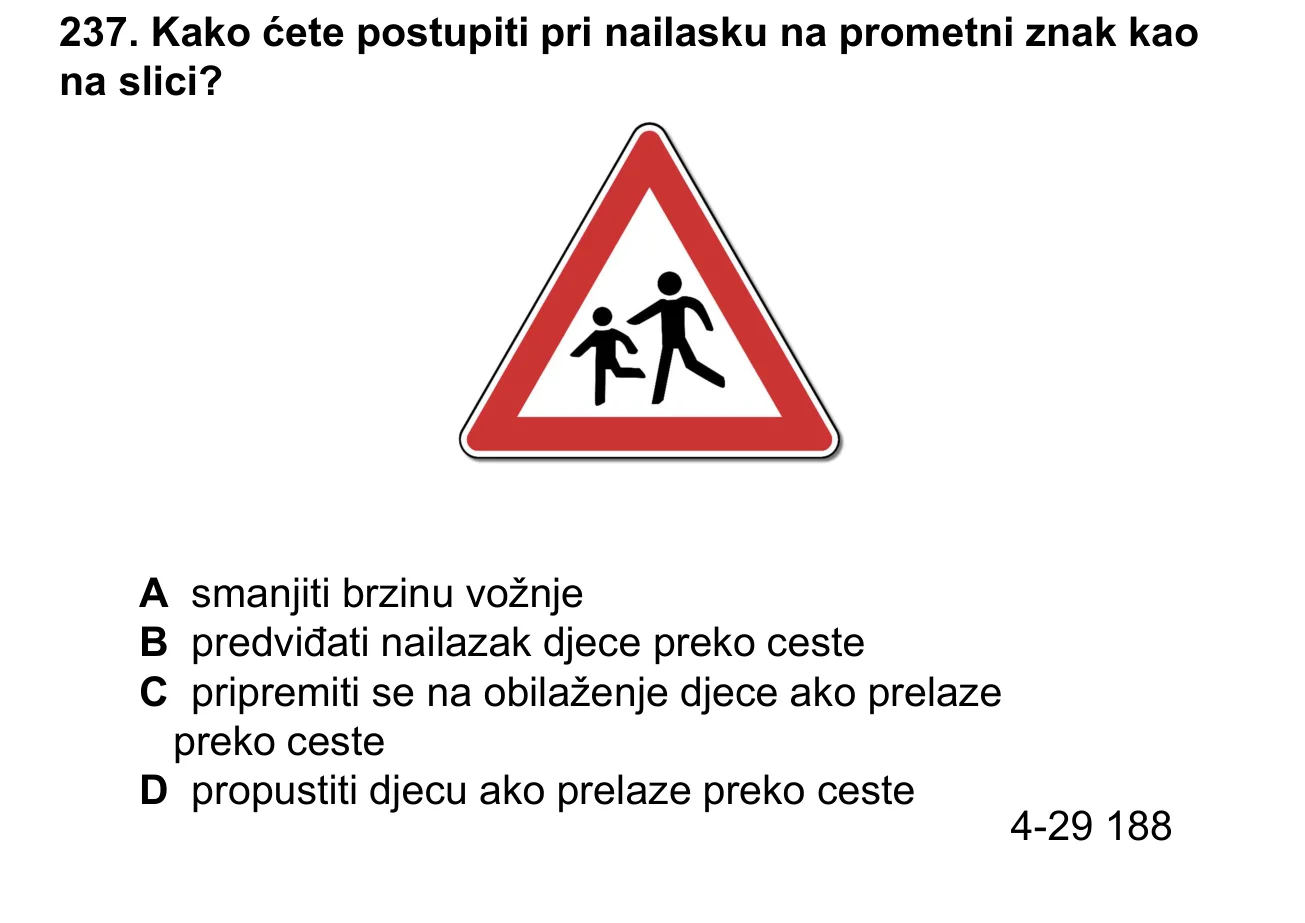 237. Kako ćete postupiti pri nailasku na prometni znak kao
na slici?
A smanjiti brzinu vožnje
B predviđati nailazak djece preko ceste
C pripremiti se na obilaženje djece ako prelaze
preko ceste
D propustiti djecu ako prelaze preko ceste
4-29 188